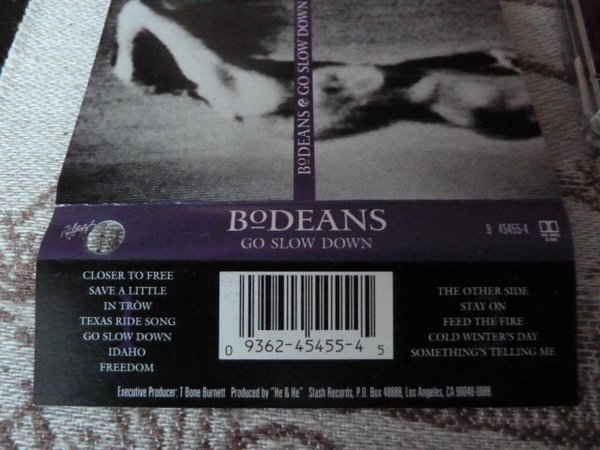 BoDEANS GO SLOW DOWN
BoDEANS
GO SLOW DOWN
9 45455-4
CLOSER TO FREE
SAVE A LITTLE
IN TRÔW
TEXAS RIDE SONG
GO SLOW DOWN
IDAHO
FREEDOM
0 9362-45455-4 5
THE OTHER SIDE
STAY ON
FEED THE FIRE
COLD WINTER'S DAY
SOMETHING'S TELLING ME
Executive Producer: T Bone Burnett Produced by "He & He" Slash Records, P.O. Box 48888, Los Angeles, CA 90048-0888